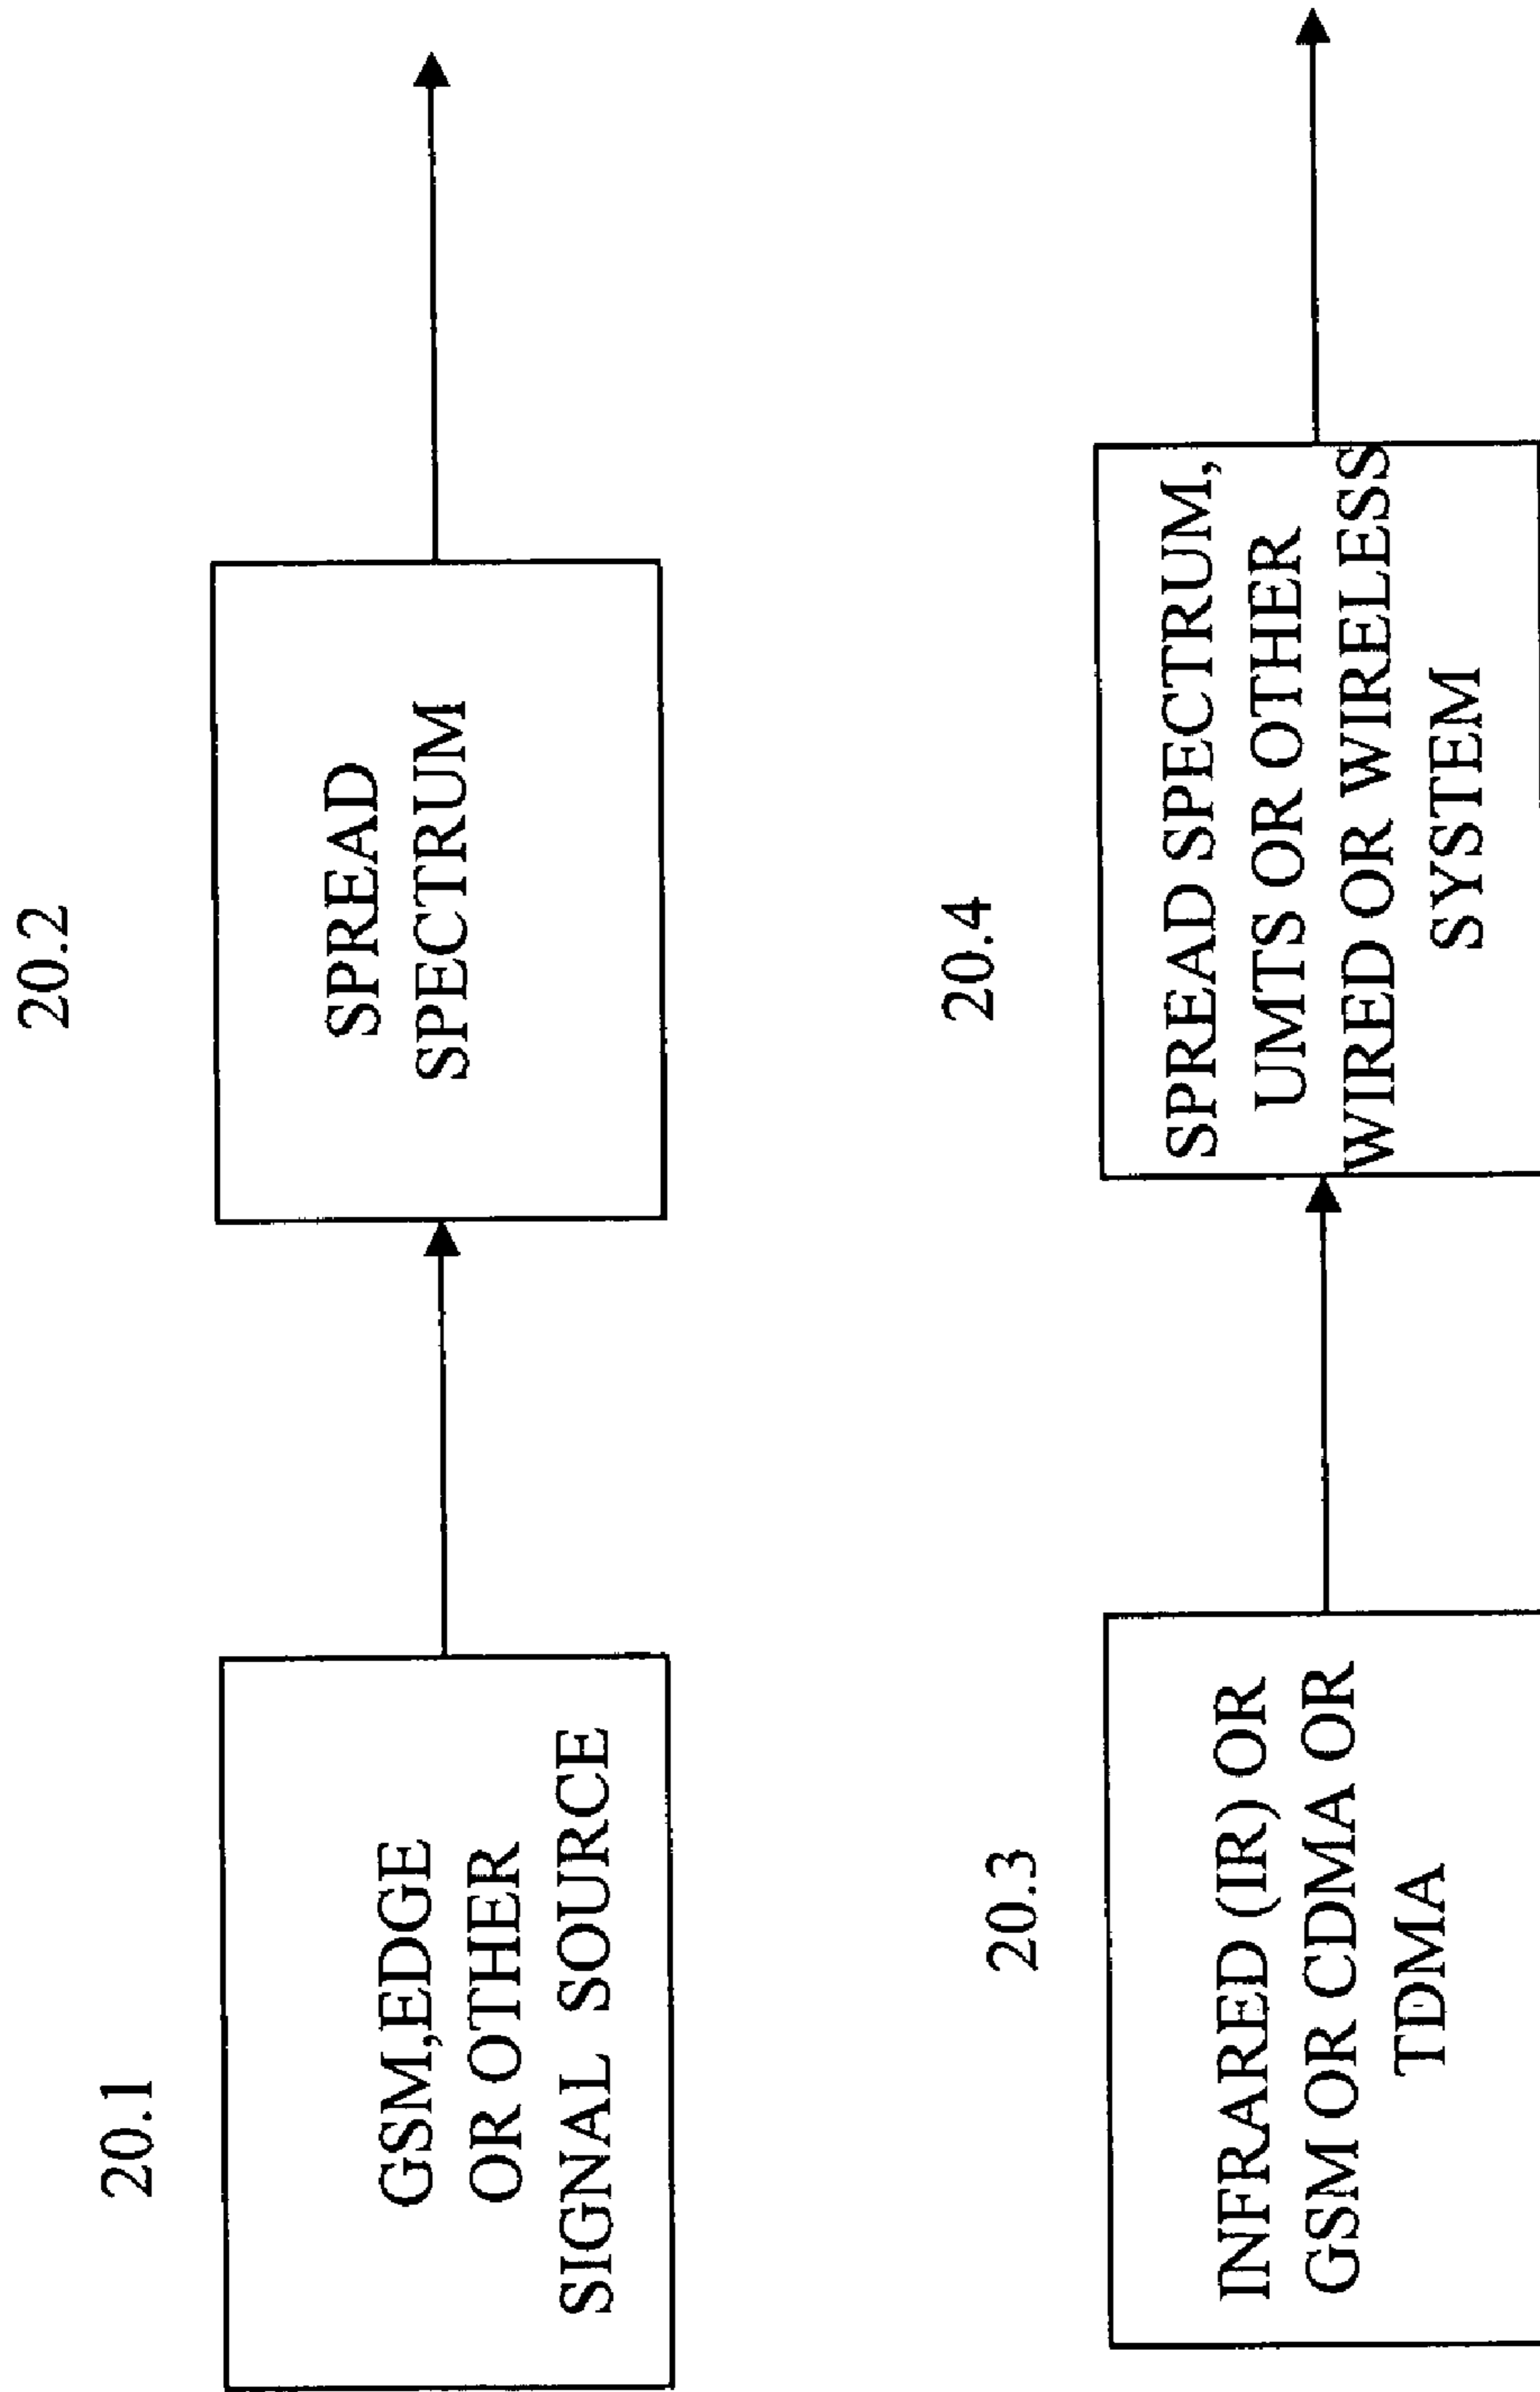 20.1
GSM,EDGE
OR OTHER
SIGNAL SOURCE
20.2
SPREAD
SPECTRUM
20.3
INFRARED (IR) OR
GSM OR CDMA OR
TDMA
20.4
SPREAD SPECTRUM,
UMTS OR OTHER
WIRED OR WIRELESS
SYSTEM